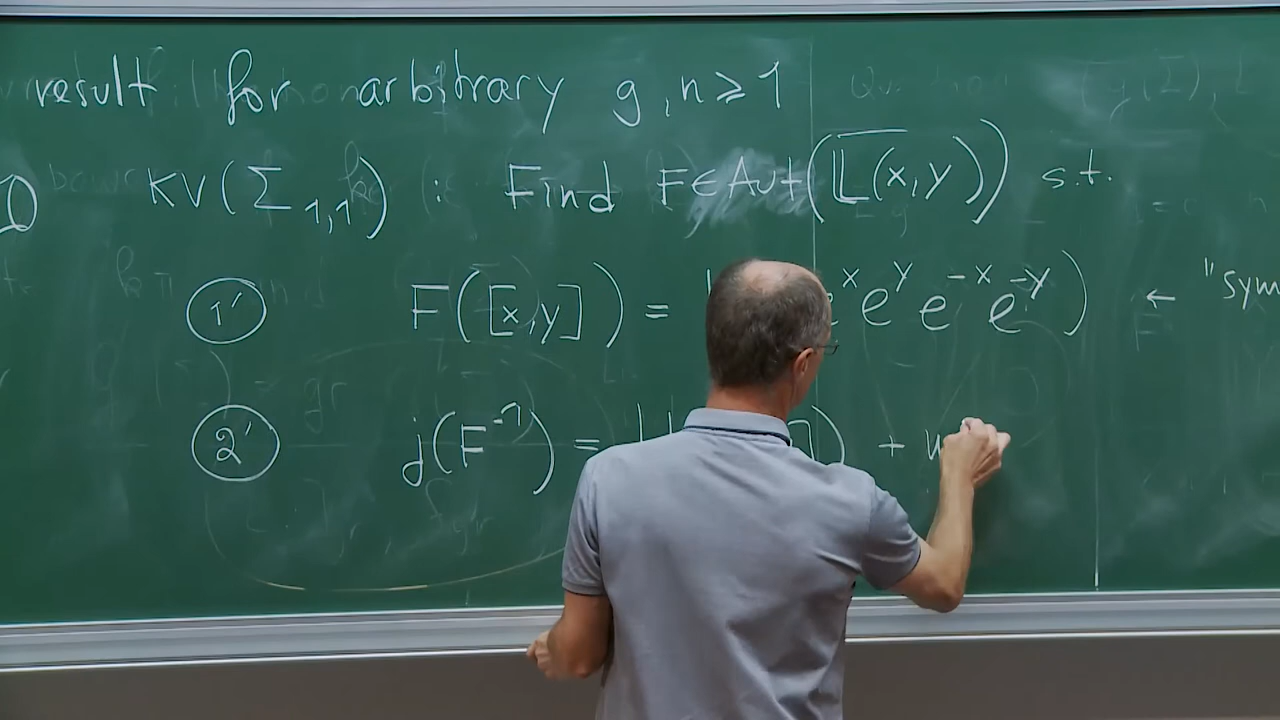 result for arbitrary g, n ≥ 1
KV(Σ₁,₁) : Find F ∈ Aut(𝕃(x,y)) s.t.
①' F([x,y]) = e^x e^y e^{-x} e^{-y}) ← "sym
②' j(F^{-1}) = ) +